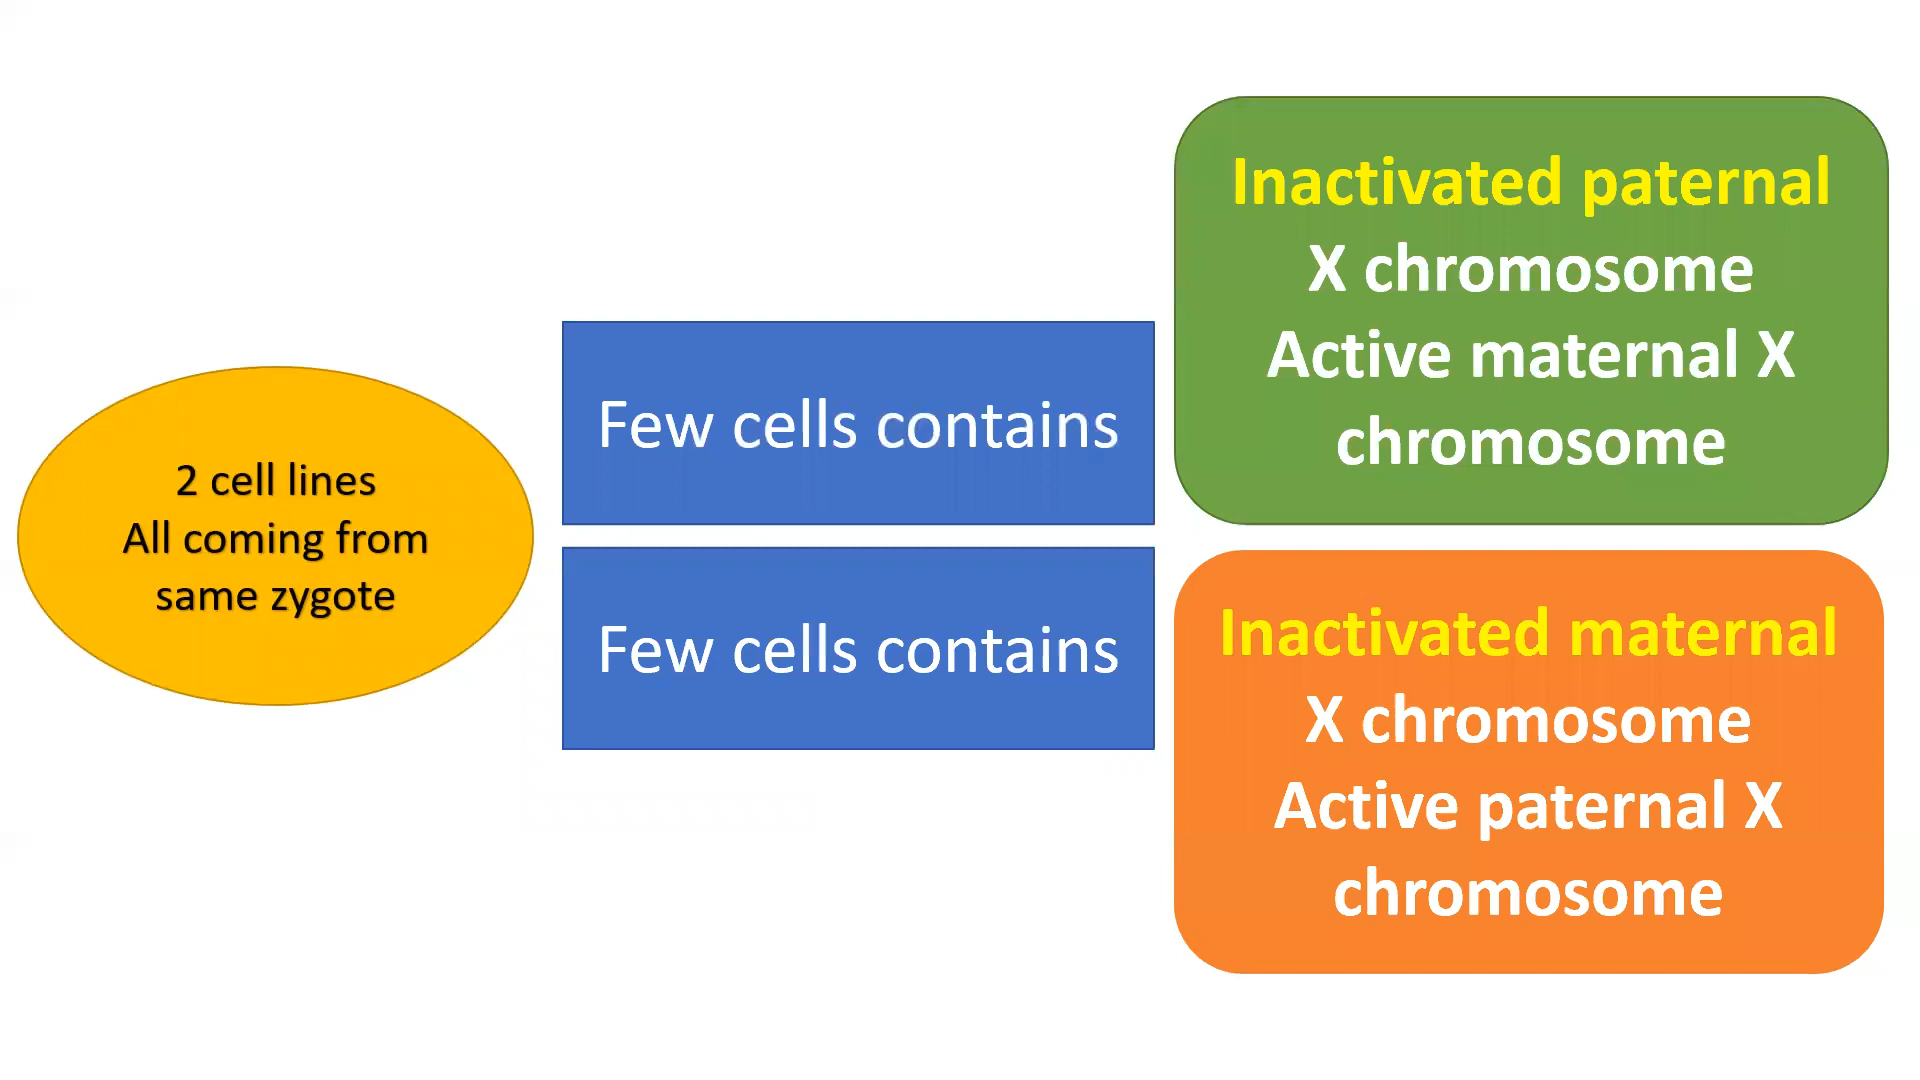 2 cell lines
All coming from
same zygote
Few cells contains
Inactivated paternal
X chromosome
Active maternal X
chromosome
Few cells contains
Inactivated maternal
X chromosome
Active paternal X
chromosome